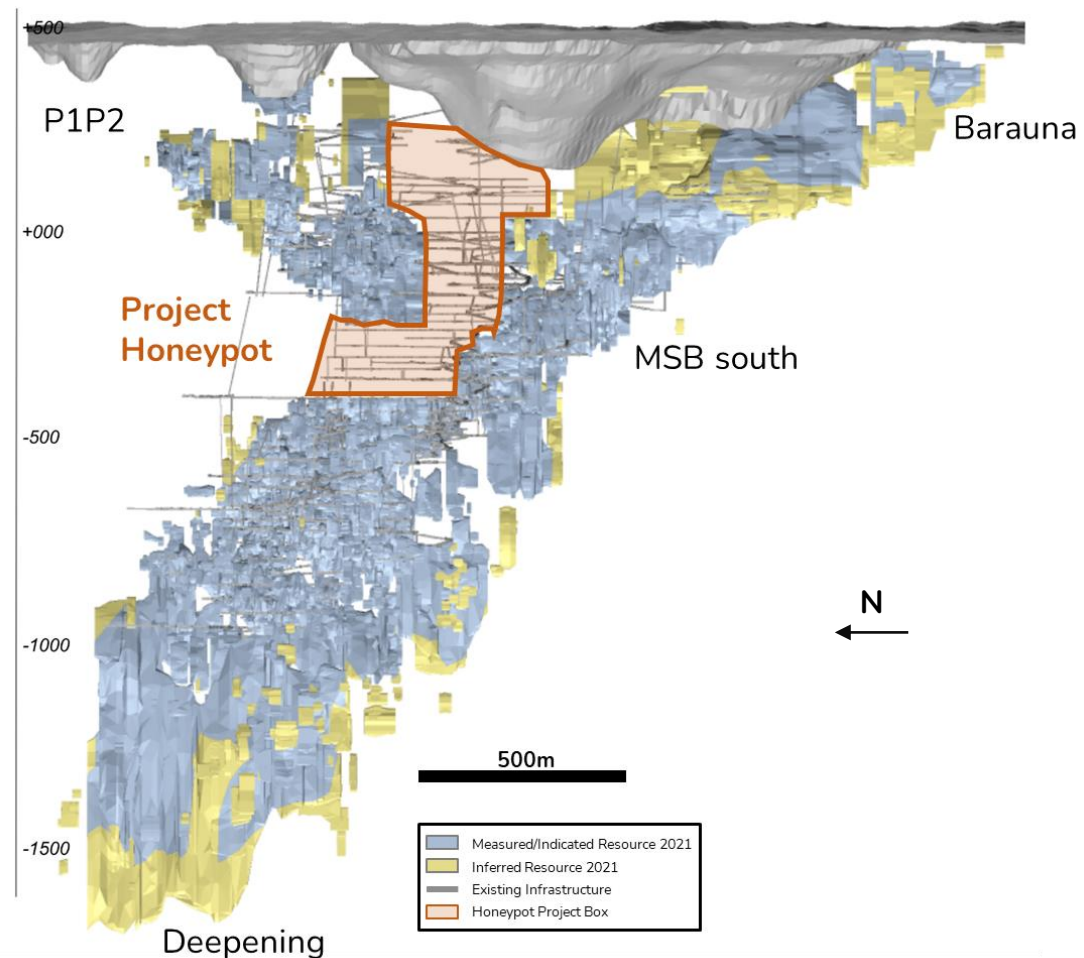 +500
P1P2
Barauna
+000
Project
Honeypot
MSB south
-500
N
-1000
500m
Measured/Indicated Resource 2021
Inferred Resource 2021
Existing Infrastructure
Honeypot Project Box
-1500
Deepening